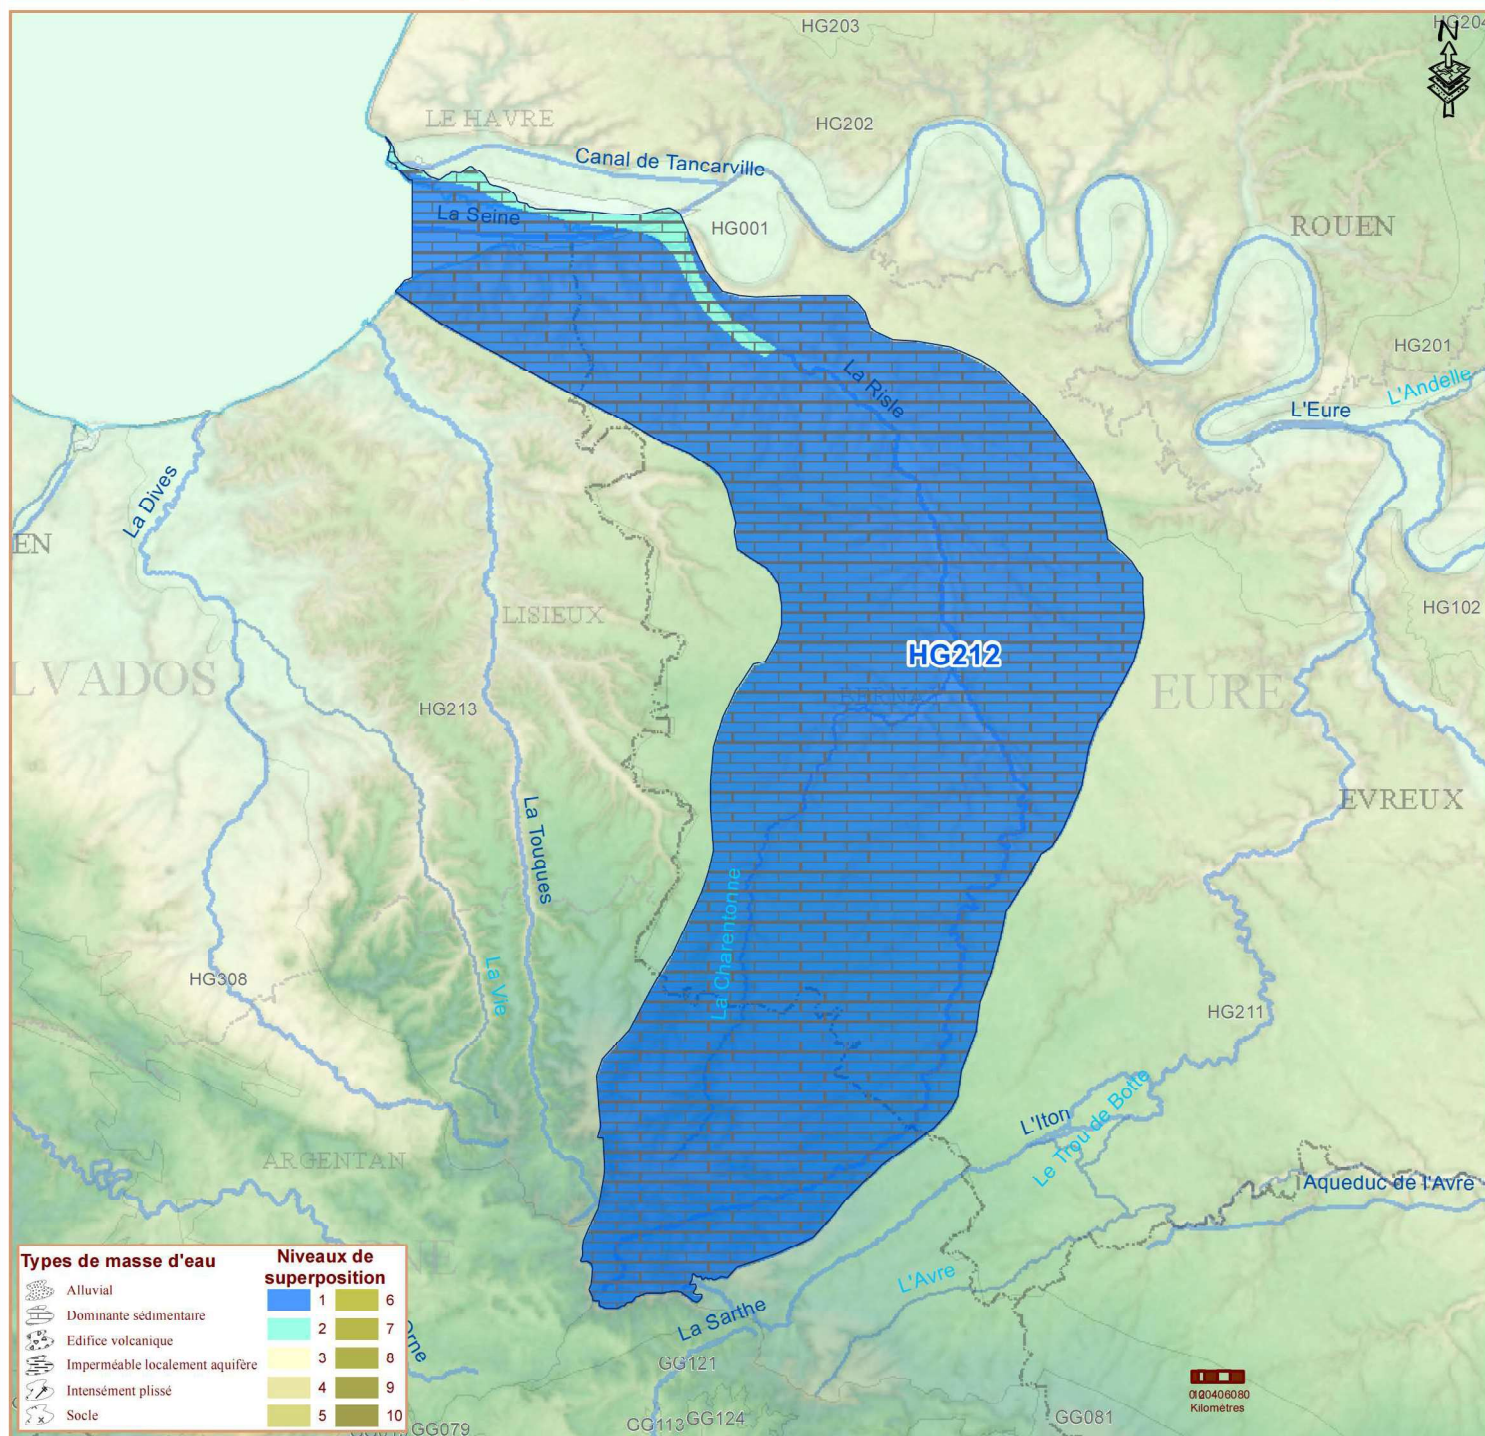 HG203
HG204
N
LE HAVRE
HG202
Canal de Tancarville
La Seine
HG001
ROUEN
La Risle
HG201
L'Andelle
L'Eure
La Dives
EN
LISIEUX
HG102
HG212
LVADOS
EURE
HG213
EVREUX
La Touques
La Charentonne
La Vie
HG308
HG211
L'Iton
Le Trou de Botte
ARGENTAN
Aqueduc de l'Avre
L'Avre
La Sarthe
Orne
GG121
GG113
GG124
GG079
GG081
Kilomètres
Types de masse d'eau
Alluvial
Dominante sédimentaire
Edifice volcanique
Imperméable localement aquifère
Intensément plissé
Socle
Niveaux de
superposition
1 6
2 7
3 8
4 9
5 10